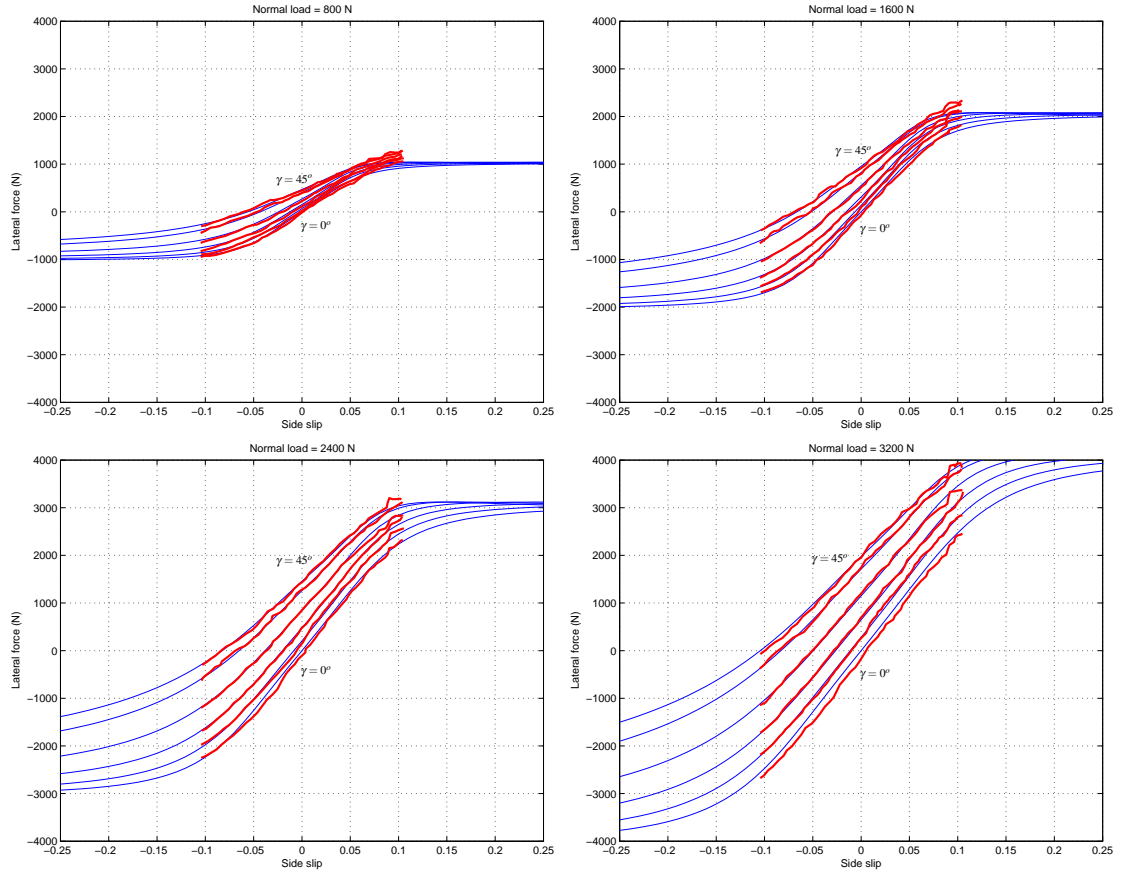 Normal load = 800 N
4000
3000
2000
1000
0
−1000
−2000
−3000
−4000
Lateral force (N)
γ = 45°
γ = 0°
−0.25 −0.2 −0.15 −0.1 −0.05 0 0.05 0.1 0.15 0.2 0.25
Side slip
Normal load = 1600 N
4000
3000
2000
1000
0
−1000
−2000
−3000
−4000
Lateral force (N)
γ = 45°
γ = 0°
−0.25 −0.2 −0.15 −0.1 −0.05 0 0.05 0.1 0.15 0.2 0.25
Side slip
Normal load = 2400 N
4000
3000
2000
1000
0
−1000
−2000
−3000
−4000
Lateral force (N)
γ = 45°
γ = 0°
−0.25 −0.2 −0.15 −0.1 −0.05 0 0.05 0.1 0.15 0.2 0.25
Side slip
Normal load = 3200 N
4000
3000
2000
1000
0
−1000
−2000
−3000
−4000
Lateral force (N)
γ = 45°
γ = 0°
−0.25 −0.2 −0.15 −0.1 −0.05 0 0.05 0.1 0.15 0.2 0.25
Side slip